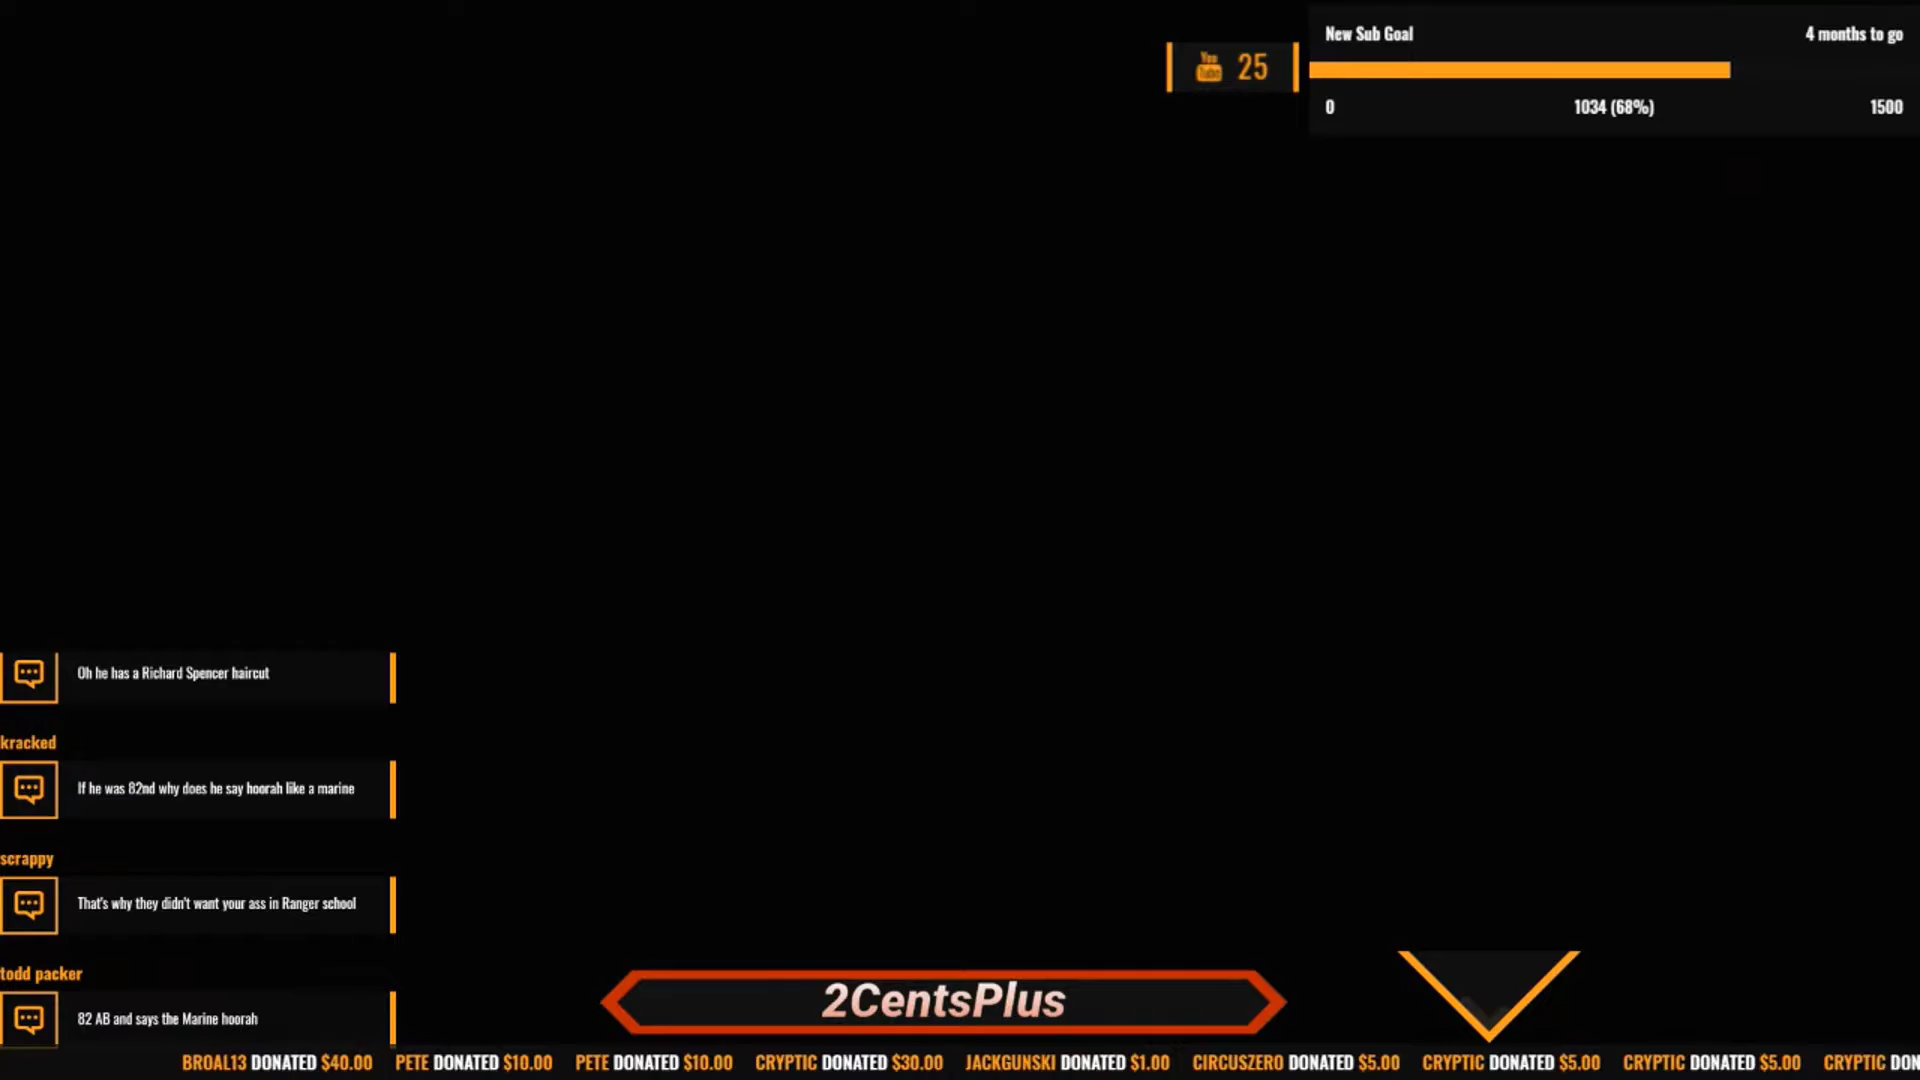 New Sub Goal
4 months to go
You
Tube
25
0
1034 (68%)
1500
Oh he has a Richard Spencer haircut
kracked
If he was 82nd why does he say hoorah like a marine
scrappy
That's why they didn't want your ass in Ranger school
todd packer
82 AB and says the Marine hoorah
2CentsPlus
BROAL13 DONATED $40.00 PETE DONATED $10.00 PETE DONATED $10.00 CRYPTIC DONATED $30.00 JACKGUNSKI DONATED $1.00 CIRCUSZERO DONATED $5.00 CRYPTIC DONATED $5.00 CRYPTIC DONATED $5.00 CRYPTIC DON